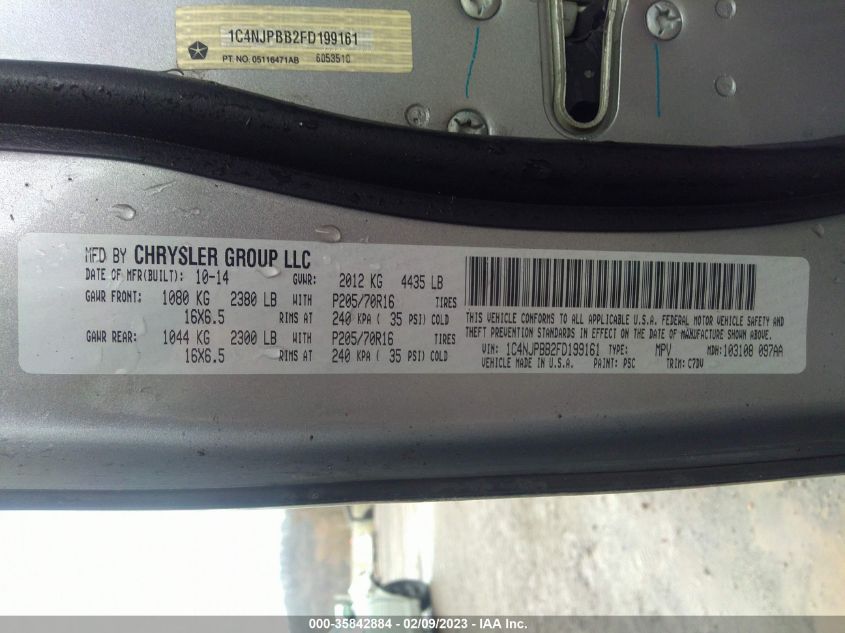 1C4NJPBB2FD199161
PT. NO. 05116471AB 605351C
MFD BY CHRYSLER GROUP LLC
DATE OF MFR(BUILT): 10-14 GVWR: 2012 KG 4435 LB
GAWR FRONT: 1080 KG 2380 LB WITH P205/70R16 TIRES
16X6.5 RIMS AT 240 KPA ( 35 PSI) COLD
GAWR REAR: 1044 KG 2300 LB WITH P205/70R16 TIRES
16X6.5 RIMS AT 240 KPA ( 35 PSI) COLD
THIS VEHICLE CONFORMS TO ALL APPLICABLE U.S.A. FEDERAL MOTOR VEHICLE SAFETY AND
THEFT PREVENTION STANDARDS IN EFFECT ON THE DATE OF MANUFACTURE SHOWN ABOVE.
VIN: 1C4NJPBB2FD199161 TYPE: MPV MDH: 103108 097AA
VEHICLE MADE IN U.S.A. PAINT: PSC TRIM: C7DV
000-35842884 - 02/09/2023 - IAA Inc.